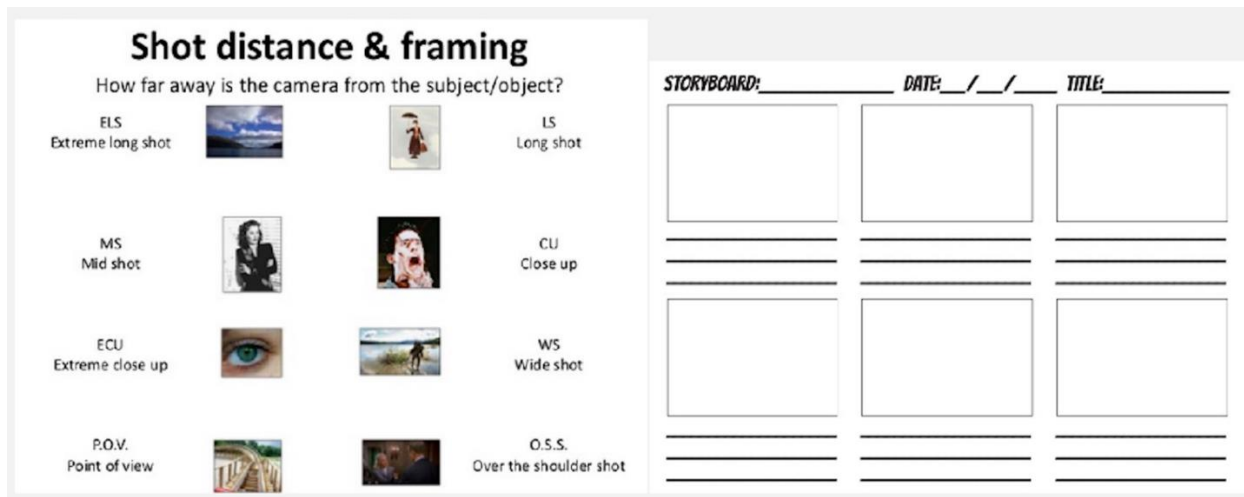 Shot distance & framing
How far away is the camera from the subject/object?
ELS
Extreme long shot
LS
Long shot
MS
Mid shot
CU
Close up
ECU
Extreme close up
WS
Wide shot
P.O.V.
Point of view
O.S.S.
Over the shoulder shot
STORYBOARD:______________ DATE:__/__/____ TITLE:______________